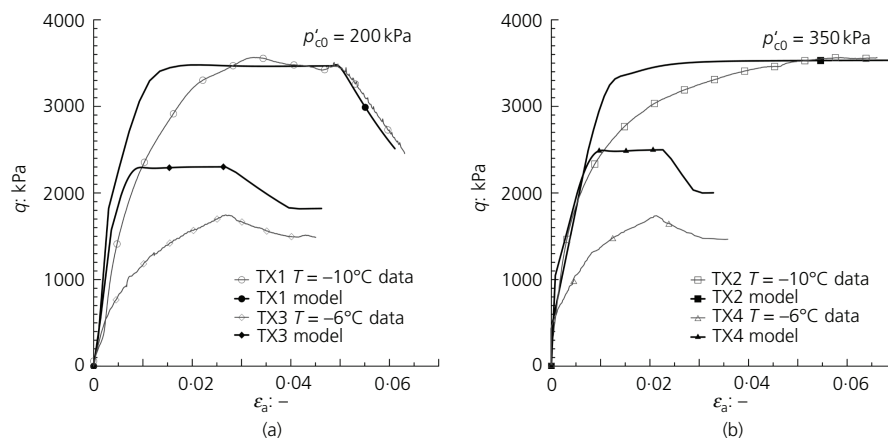 4000
3000
2000
1000
0
q: kPa
p′c0 = 200 kPa
TX1 T = –10°C data
TX1 model
TX3 T = –6°C data
TX3 model
0 0·02 0·04 0·06
εa: –
(a)
4000
3000
2000
1000
0
q: kPa
p′c0 = 350 kPa
TX2 T = –10°C data
TX2 model
TX4 T = –6°C data
TX4 model
0 0·02 0·04 0·06
εa: –
(b)